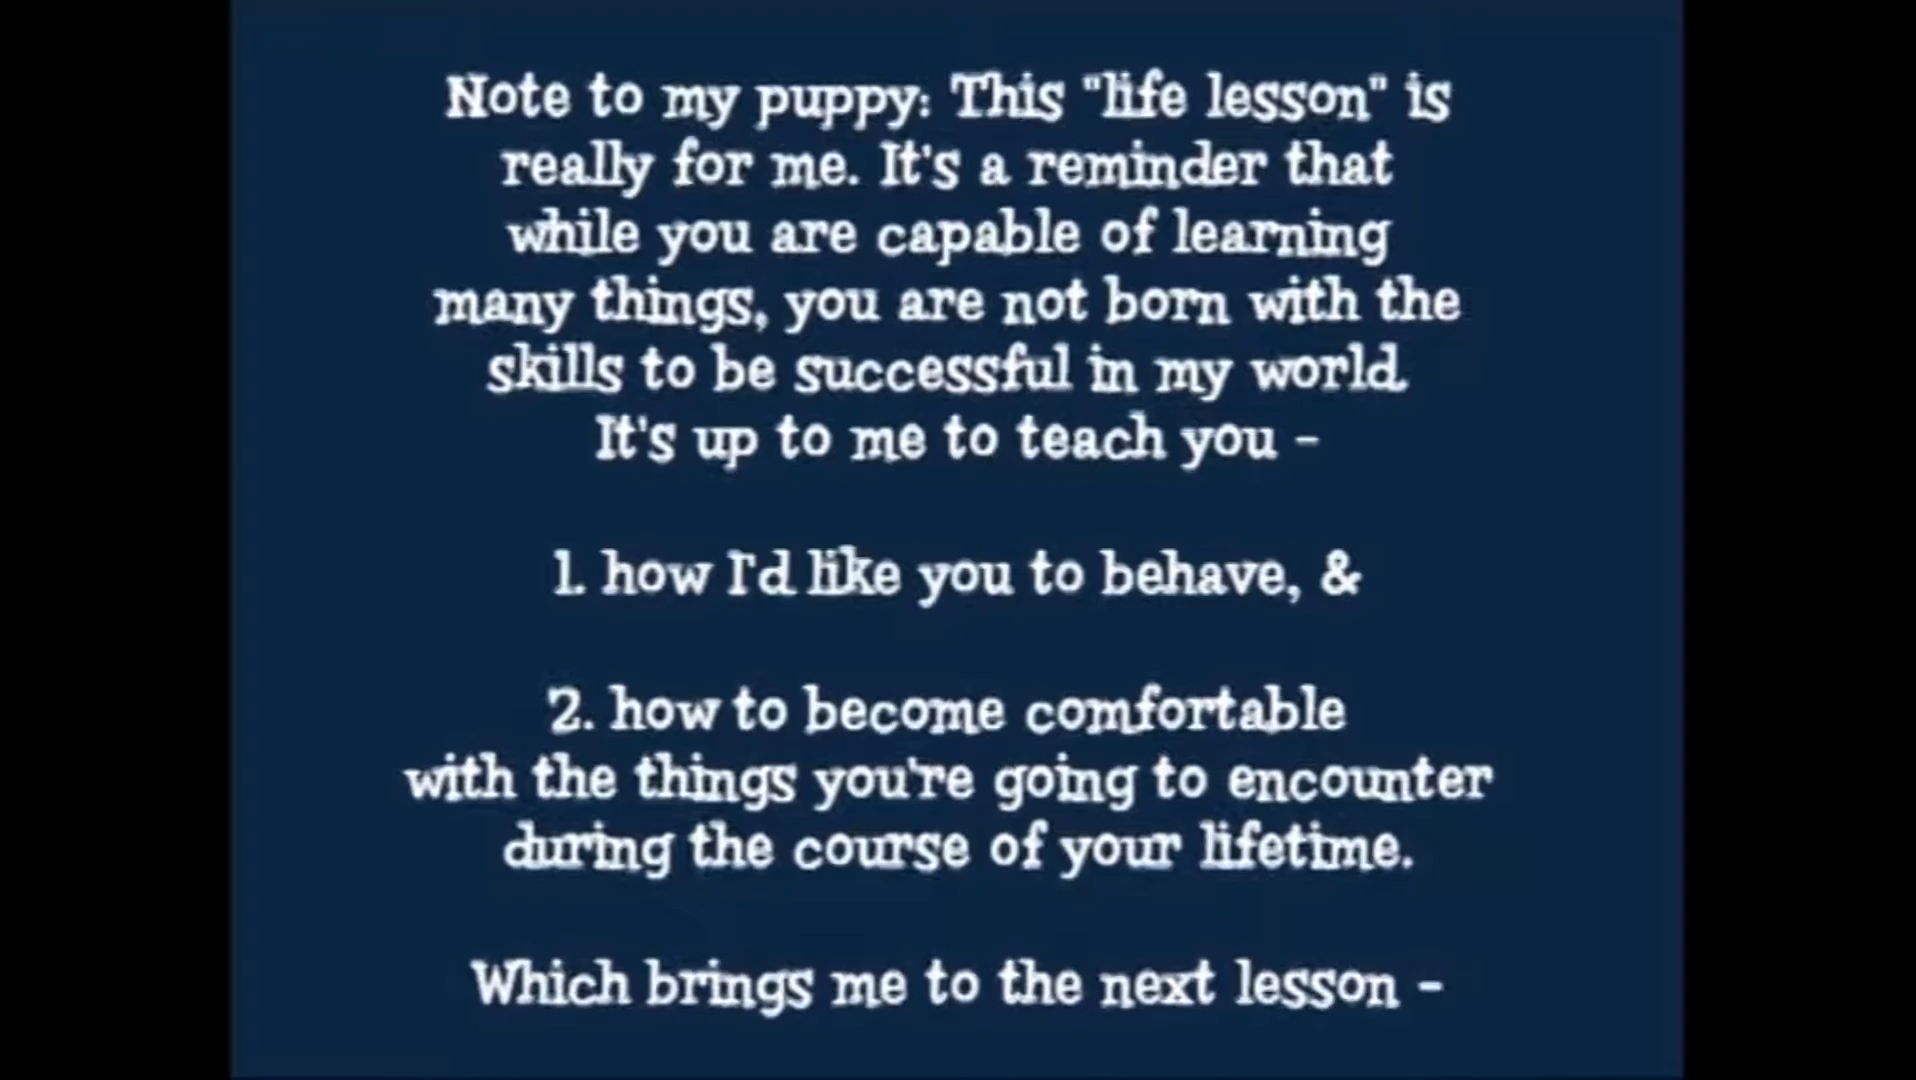 Note to my puppy: This "life lesson" is
really for me. It's a reminder that
while you are capable of learning
many things, you are not born with the
skills to be successful in my world.
It's up to me to teach you -
1. how I'd like you to behave, &
2. how to become comfortable
with the things you're going to encounter
during the course of your lifetime.
Which brings me to the next lesson -